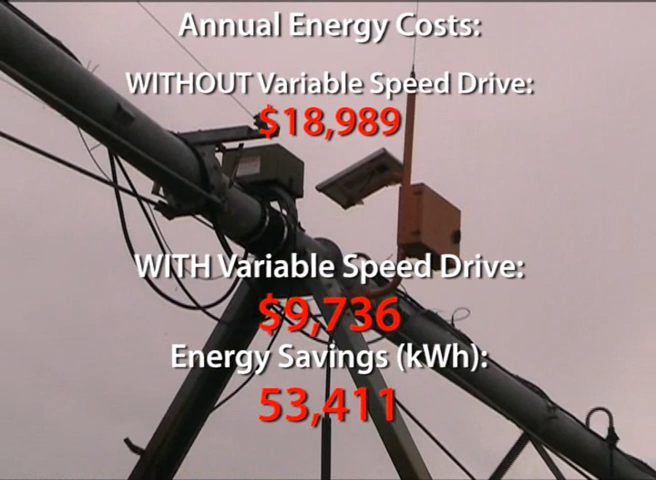 Annual Energy Costs:
WITHOUT Variable Speed Drive:
$18,989
WITH Variable Speed Drive:
$9,736
Energy Savings (kWh):
53,411